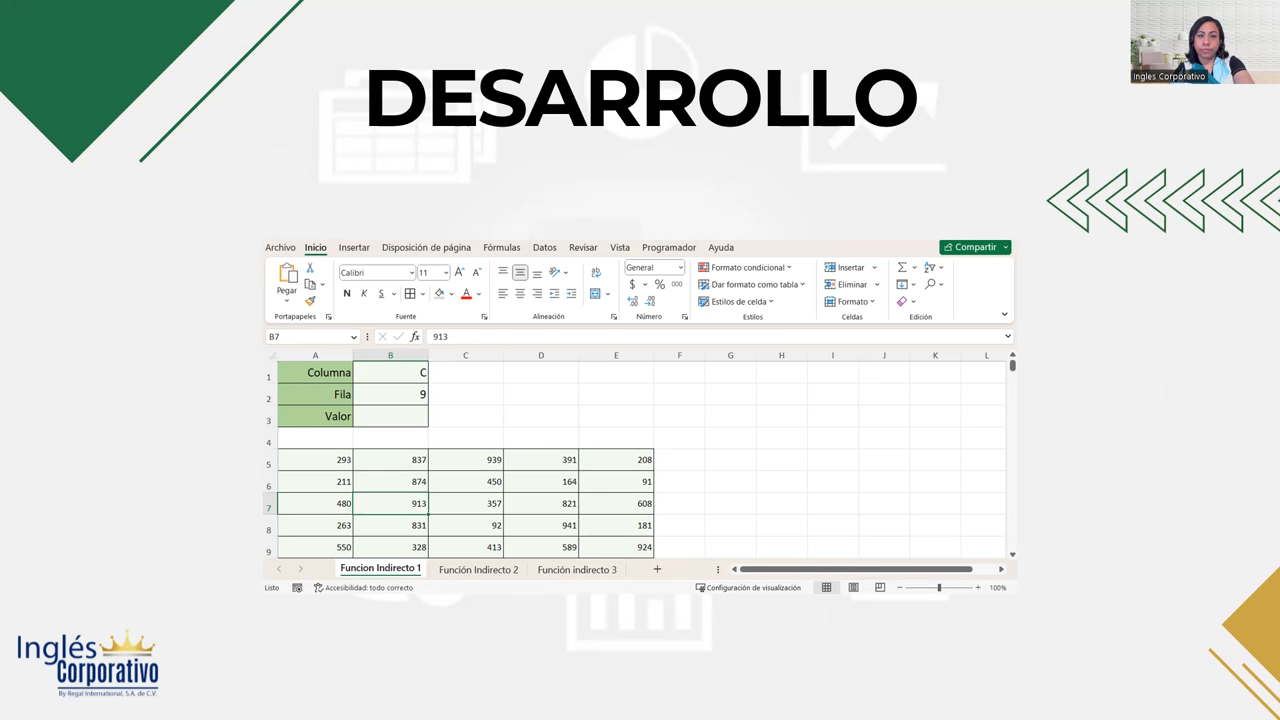 Ingles Corporativo
DESARROLLO
Archivo Inicio Insertar Disposición de página Fórmulas Datos Revisar Vista Programador Ayuda Compartir
Pegar Calibri 11 General Formato condicional Insertar
N K S $ % 000 Dar formato como tabla Eliminar
Estilos de celda Formato
Portapapeles Fuente Alineación Número Estilos Celdas Edición
B7 fx 913
A B C D E F G H I J K L
1 Columna C
2 Fila 9
3 Valor
4
5 293 837 939 391 208
6 211 874 450 164 91
7 480 913 357 821 608
8 263 831 92 941 181
9 550 328 413 589 924
Funcion Indirecto 1 Función Indirecto 2 Función indirecto 3
Listo Accesibilidad: todo correcto Configuración de visualización 100%
Inglés
Corporativo
By Regal International, S.A. de C.V.